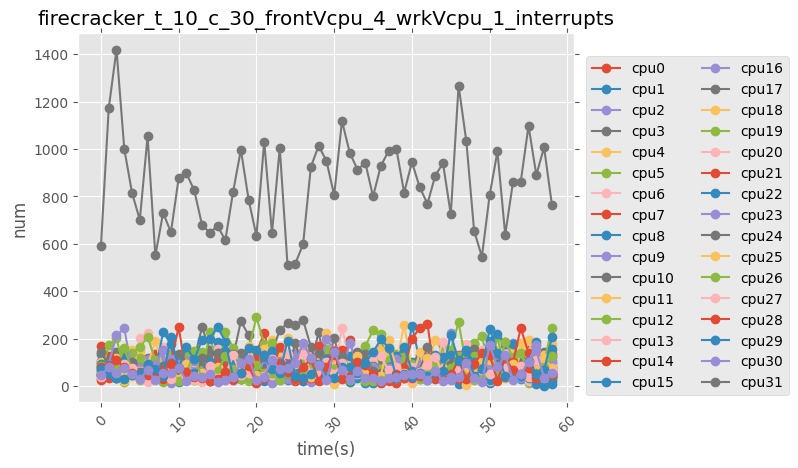 firecracker_t_10_c_30_frontVcpu_4_wrkVcpu_1_interrupts
1400
1200
1000
800
600
400
200
0
num
0
10
20
30
40
50
60
time(s)
cpu0
cpu1
cpu2
cpu3
cpu4
cpu5
cpu6
cpu7
cpu8
cpu9
cpu10
cpu11
cpu12
cpu13
cpu14
cpu15
cpu16
cpu17
cpu18
cpu19
cpu20
cpu21
cpu22
cpu23
cpu24
cpu25
cpu26
cpu27
cpu28
cpu29
cpu30
cpu31